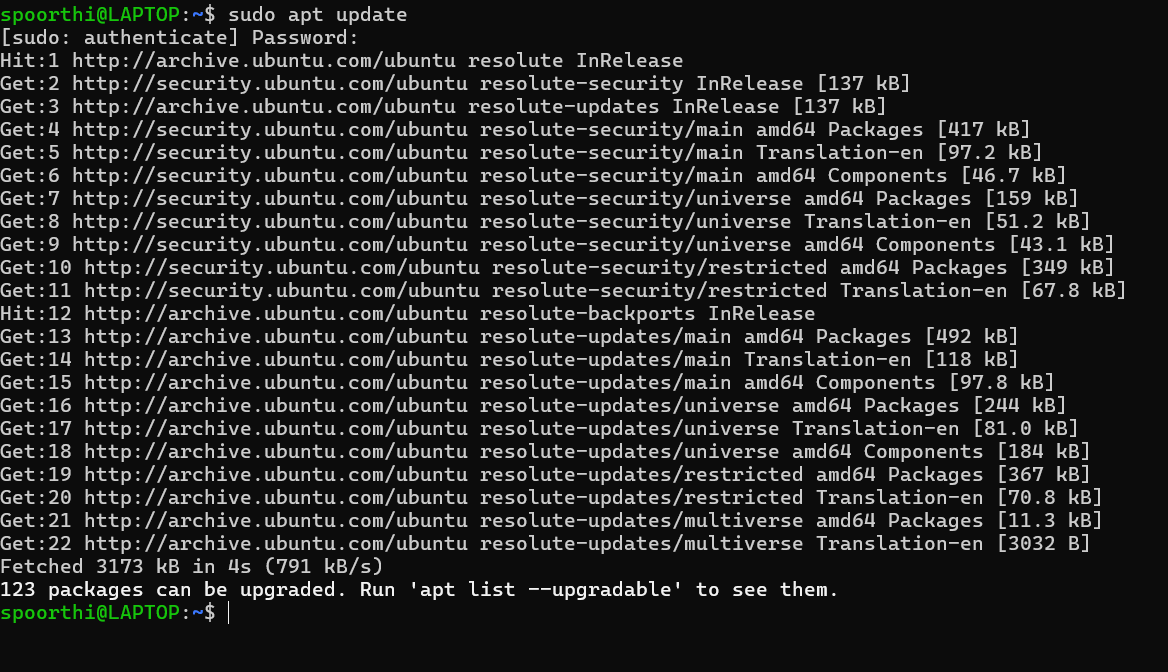 spoorthi@LAPTOP:~$ sudo apt update
[sudo: authenticate] Password:
Hit:1 http://archive.ubuntu.com/ubuntu resolute InRelease
Get:2 http://security.ubuntu.com/ubuntu resolute-security InRelease [137 kB]
Get:3 http://archive.ubuntu.com/ubuntu resolute-updates InRelease [137 kB]
Get:4 http://security.ubuntu.com/ubuntu resolute-security/main amd64 Packages [417 kB]
Get:5 http://security.ubuntu.com/ubuntu resolute-security/main Translation-en [97.2 kB]
Get:6 http://security.ubuntu.com/ubuntu resolute-security/main amd64 Components [46.7 kB]
Get:7 http://security.ubuntu.com/ubuntu resolute-security/universe amd64 Packages [159 kB]
Get:8 http://security.ubuntu.com/ubuntu resolute-security/universe Translation-en [51.2 kB]
Get:9 http://security.ubuntu.com/ubuntu resolute-security/universe amd64 Components [43.1 kB]
Get:10 http://security.ubuntu.com/ubuntu resolute-security/restricted amd64 Packages [349 kB]
Get:11 http://security.ubuntu.com/ubuntu resolute-security/restricted Translation-en [67.8 kB]
Hit:12 http://archive.ubuntu.com/ubuntu resolute-backports InRelease
Get:13 http://archive.ubuntu.com/ubuntu resolute-updates/main amd64 Packages [492 kB]
Get:14 http://archive.ubuntu.com/ubuntu resolute-updates/main Translation-en [118 kB]
Get:15 http://archive.ubuntu.com/ubuntu resolute-updates/main amd64 Components [97.8 kB]
Get:16 http://archive.ubuntu.com/ubuntu resolute-updates/universe amd64 Packages [244 kB]
Get:17 http://archive.ubuntu.com/ubuntu resolute-updates/universe Translation-en [81.0 kB]
Get:18 http://archive.ubuntu.com/ubuntu resolute-updates/universe amd64 Components [184 kB]
Get:19 http://archive.ubuntu.com/ubuntu resolute-updates/restricted amd64 Packages [367 kB]
Get:20 http://archive.ubuntu.com/ubuntu resolute-updates/restricted Translation-en [70.8 kB]
Get:21 http://archive.ubuntu.com/ubuntu resolute-updates/multiverse amd64 Packages [11.3 kB]
Get:22 http://archive.ubuntu.com/ubuntu resolute-updates/multiverse Translation-en [3032 B]
Fetched 3173 kB in 4s (791 kB/s)
123 packages can be upgraded. Run 'apt list --upgradable' to see them.
spoorthi@LAPTOP:~$